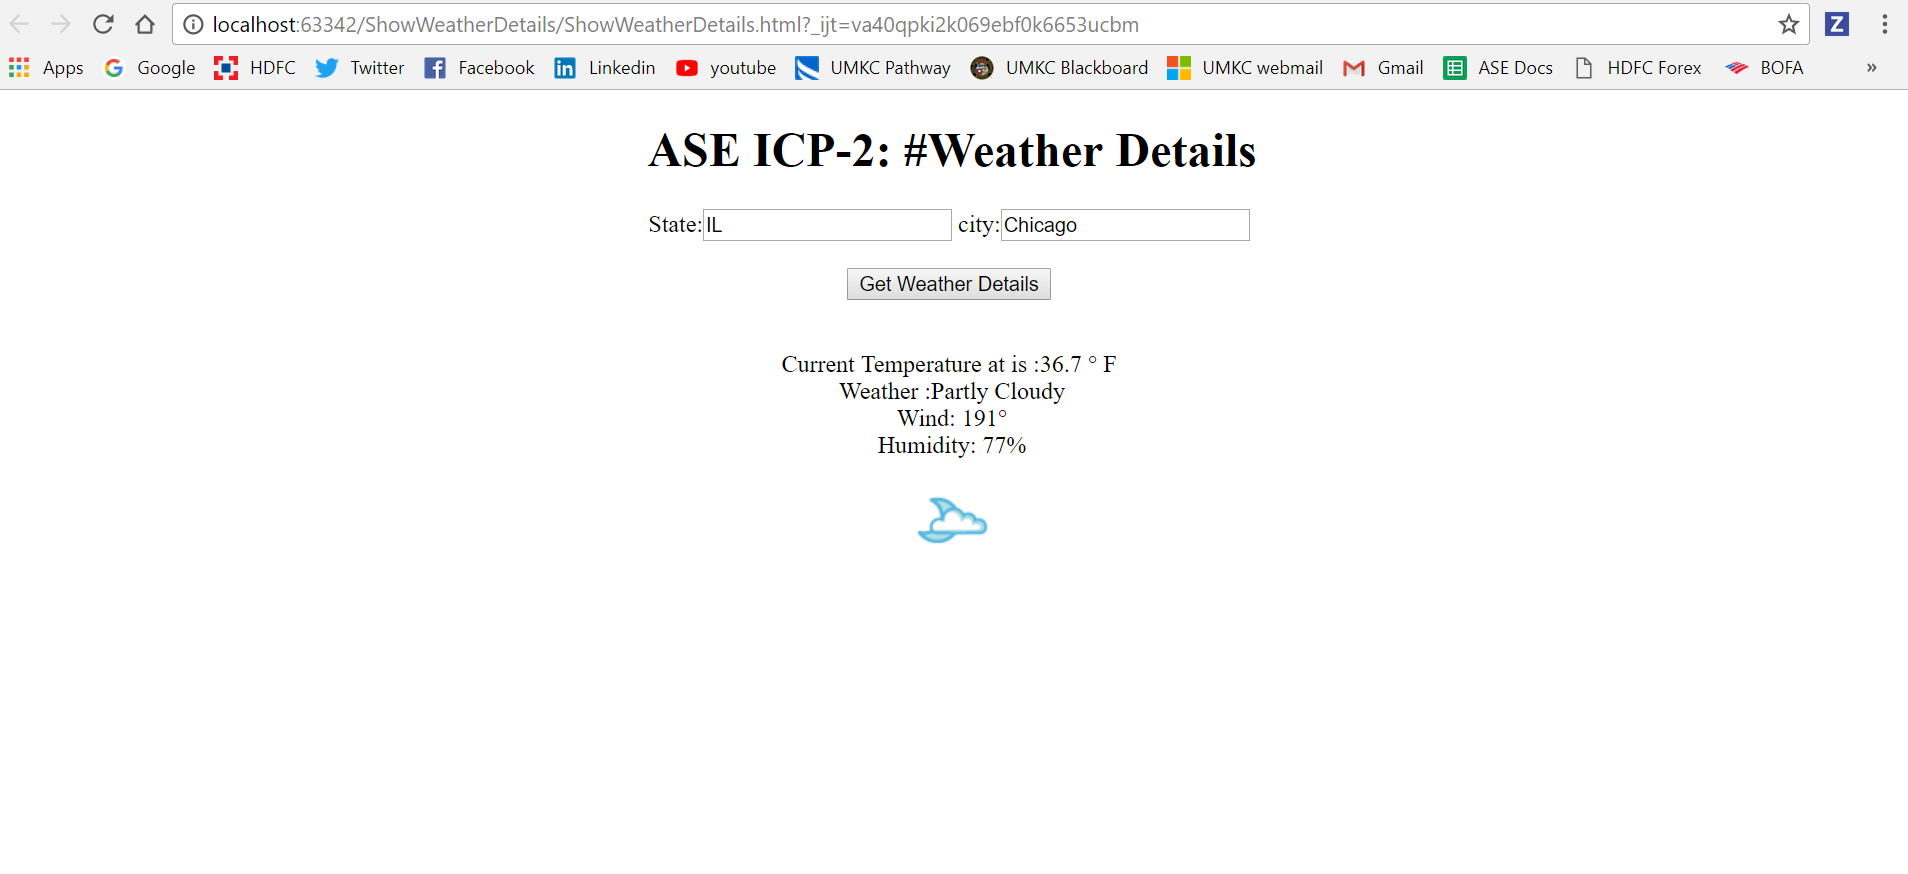 localhost:63342/ShowWeatherDetails/ShowWeatherDetails.html?_ijt=va40qpki2k069ebf0k6653ucbm
Z
Apps Google HDFC Twitter Facebook Linkedin youtube UMKC Pathway UMKC Blackboard UMKC webmail Gmail ASE Docs HDFC Forex BOFA »
ASE ICP-2: #Weather Details
State: IL city: Chicago
Get Weather Details
Current Temperature at is :36.7 ° F
Weather :Partly Cloudy
Wind: 191°
Humidity: 77%